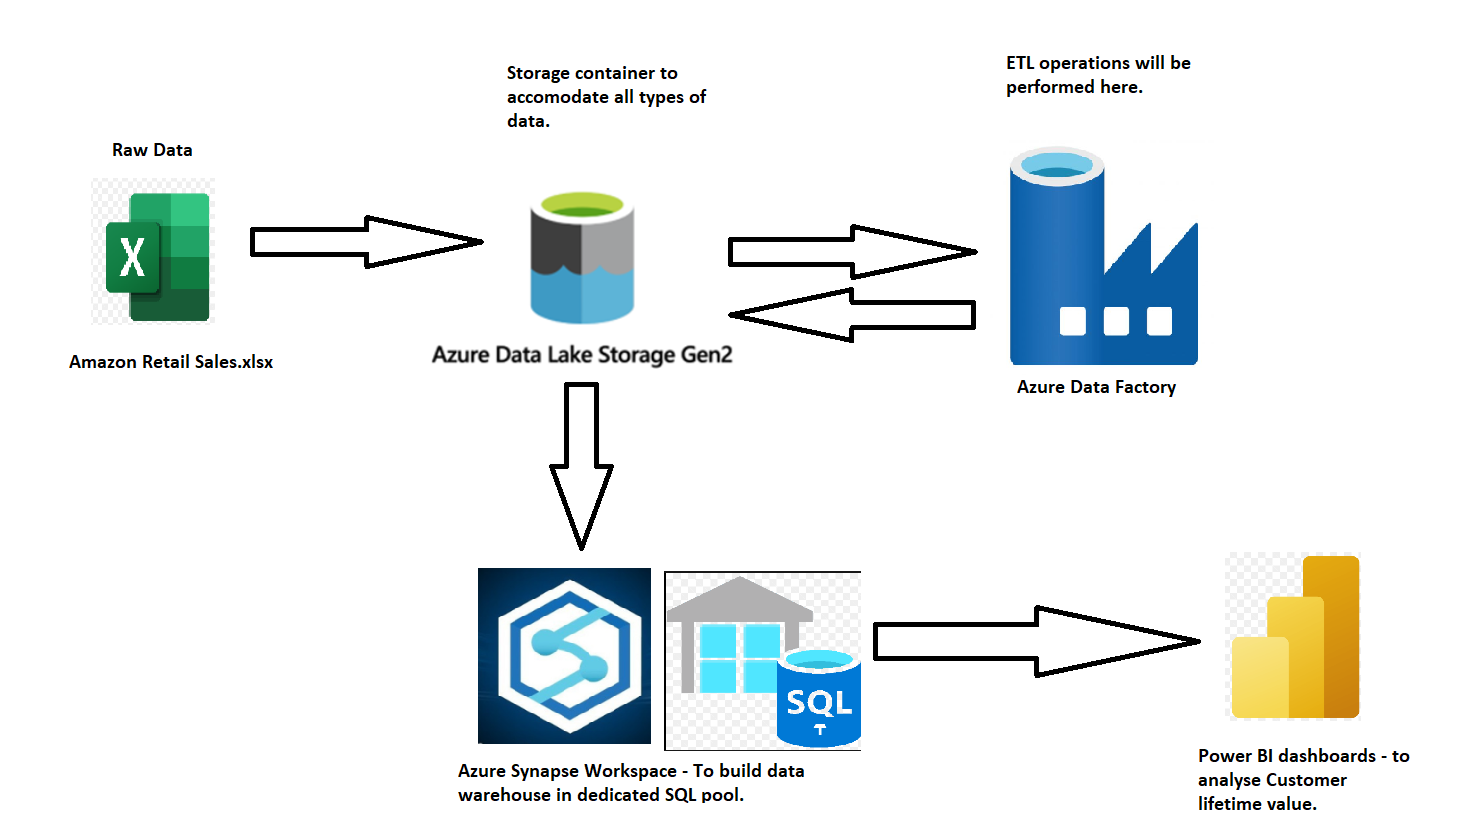 Storage container to
accomodate all types of
data.
ETL operations will be
performed here.
Raw Data
X
Amazon Retail Sales.xlsx
Azure Data Lake Storage Gen2
Azure Data Factory
SQL
Azure Synapse Workspace - To build data
warehouse in dedicated SQL pool.
Power BI dashboards - to
analyse Customer
lifetime value.